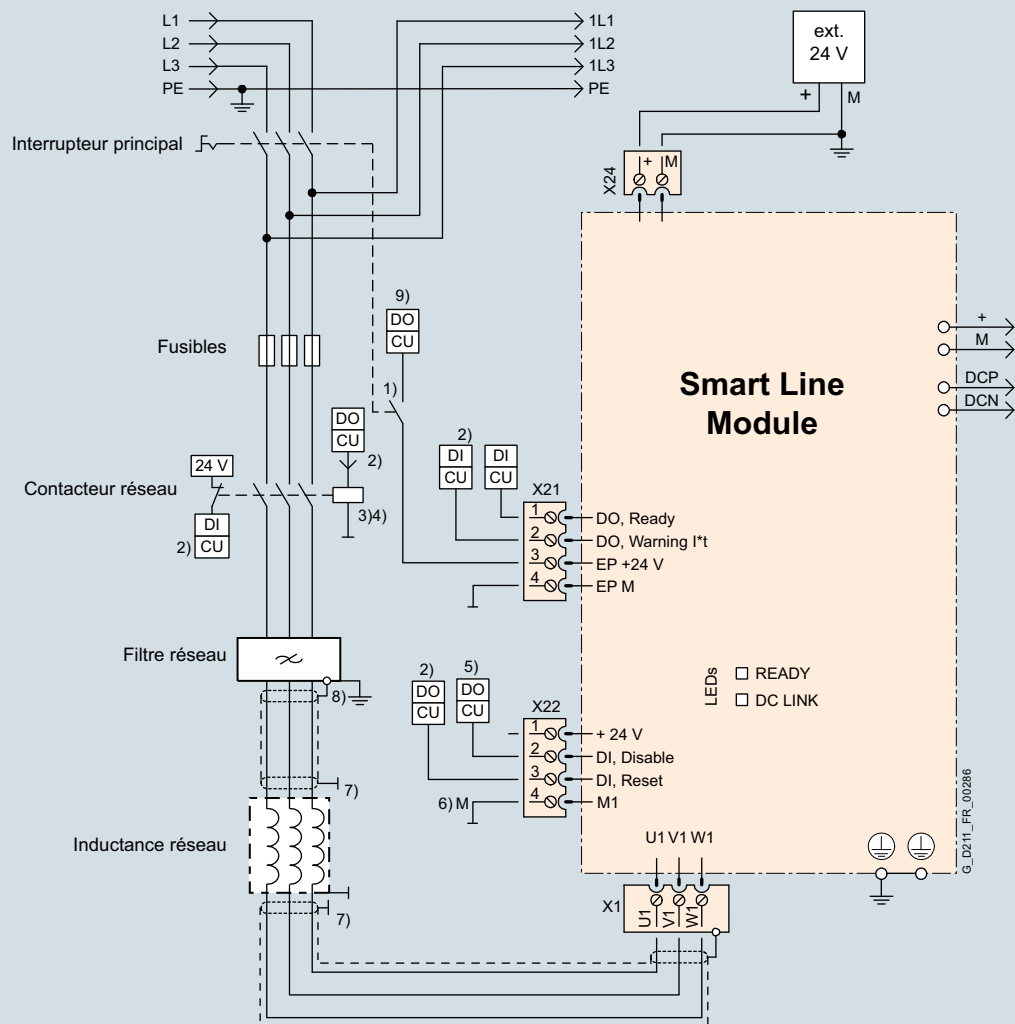 L1
L2
L3
PE
1L1
1L2
1L3
PE
ext.
24 V
+
M
Interrupteur principal
X24
+
M
9)
DO
CU
Fusibles
1)
+
M
DCP
DCN
Smart Line
Module
DO
CU
2)
24 V
Contacteur réseau
3)4)
DI
CU
2)
2)
DI
CU
DI
CU
X21
1
DO, Ready
2
DO, Warning I*t
3
EP +24 V
4
EP M
Filtre réseau
8)
7)
2)
DO
CU
5)
DO
CU
X22
1
+ 24 V
2
DI, Disable
3
DI, Reset
4
M1
6) M
LEDs
READY
DC LINK
G_D211_FR_00286
Inductance réseau
7)
U1 V1 W1
X1
U1
V1
W1